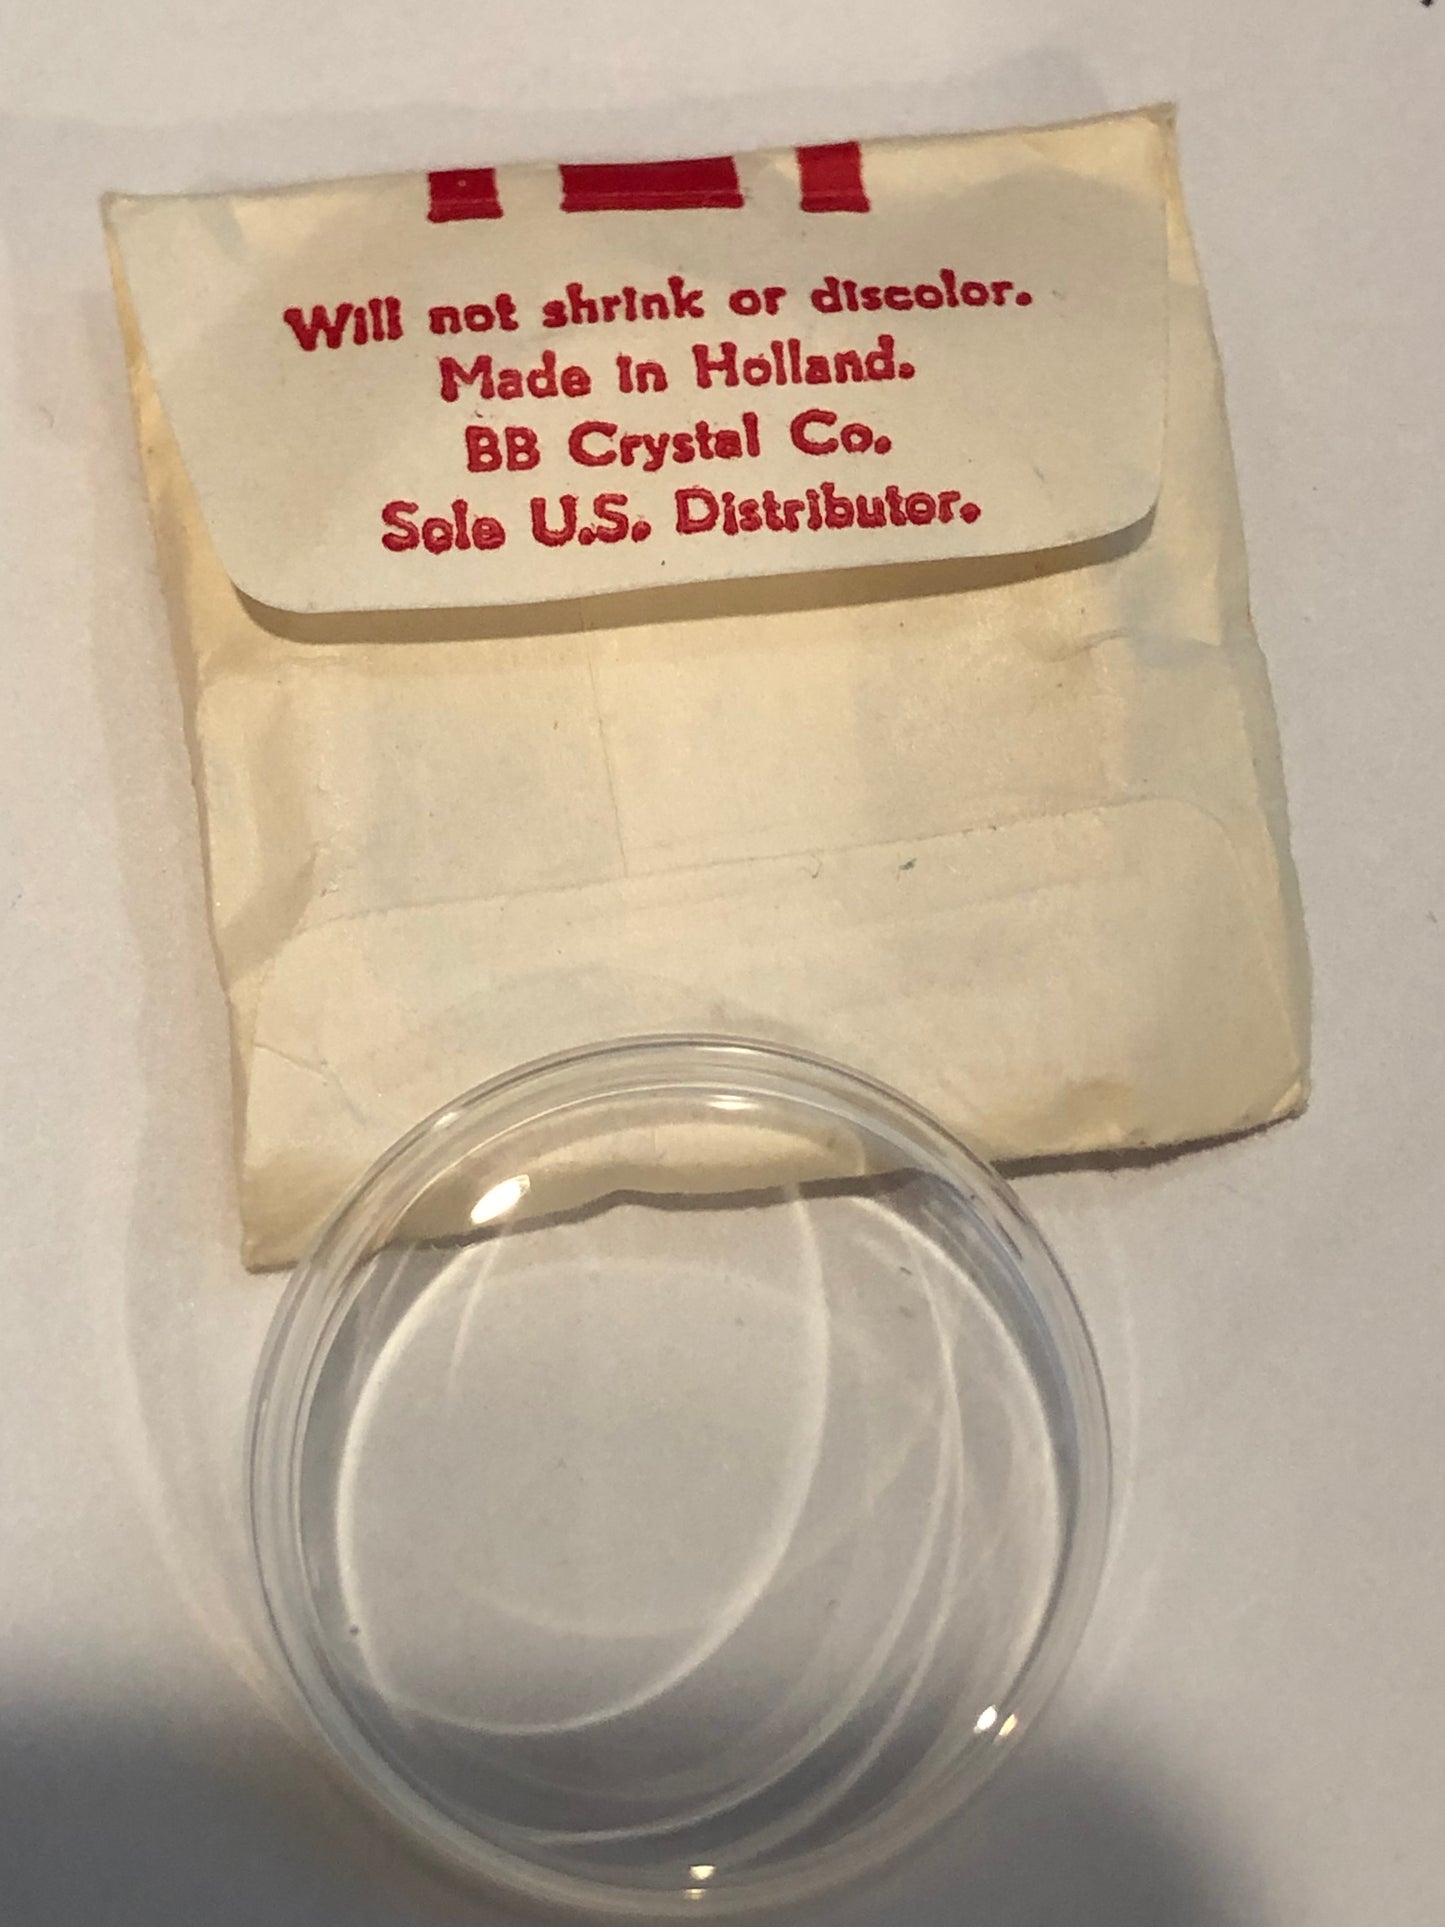 Will not shrink or discolor.
Made in Holland.
BB Crystal Co.
Sole U.S. Distributor.